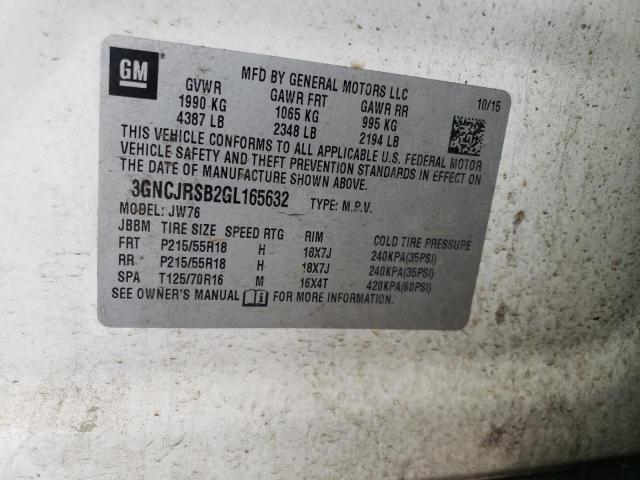 GM
MFD BY GENERAL MOTORS LLC
10/15
GVWR GAWR FRT GAWR RR
1990 KG 1065 KG 995 KG
4387 LB 2348 LB 2194 LB
THIS VEHICLE CONFORMS TO ALL APPLICABLE U.S. FEDERAL MOTOR
VEHICLE SAFETY AND THEFT PREVENTION STANDARDS IN EFFECT ON
THE DATE OF MANUFACTURE SHOWN ABOVE.
3GNCJRSB2GL165632 TYPE: M.P.V.
MODEL: JW76
JBBM TIRE SIZE SPEED RTG RIM COLD TIRE PRESSURE
FRT P215/55R18 H 18X7J 240KPA(35PSI)
RR P215/55R18 H 18X7J 240KPA(35PSI)
SPA T125/70R16 M 16X4T 420KPA(60PSI)
SEE OWNER'S MANUAL FOR MORE INFORMATION.